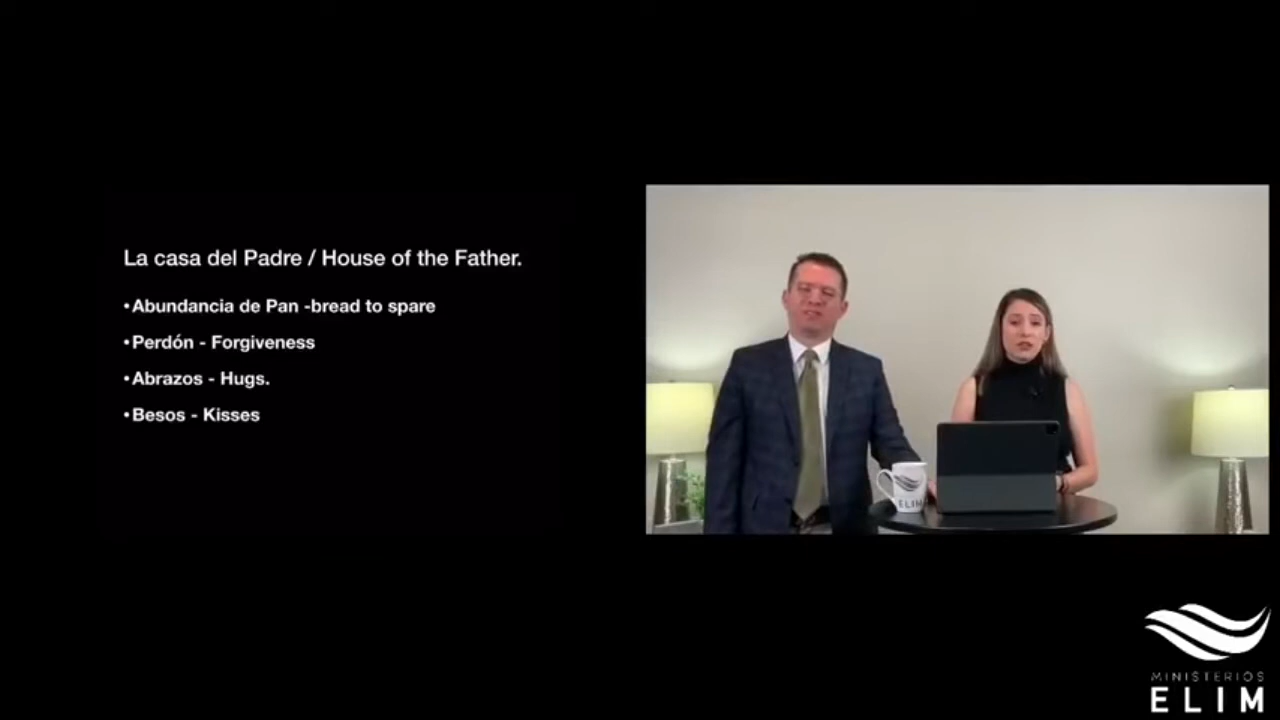 La casa del Padre / House of the Father.
•Abundancia de Pan -bread to spare
•Perdón - Forgiveness
•Abrazos - Hugs.
•Besos - Kisses
ELIM
MINISTERIOS
ELIM